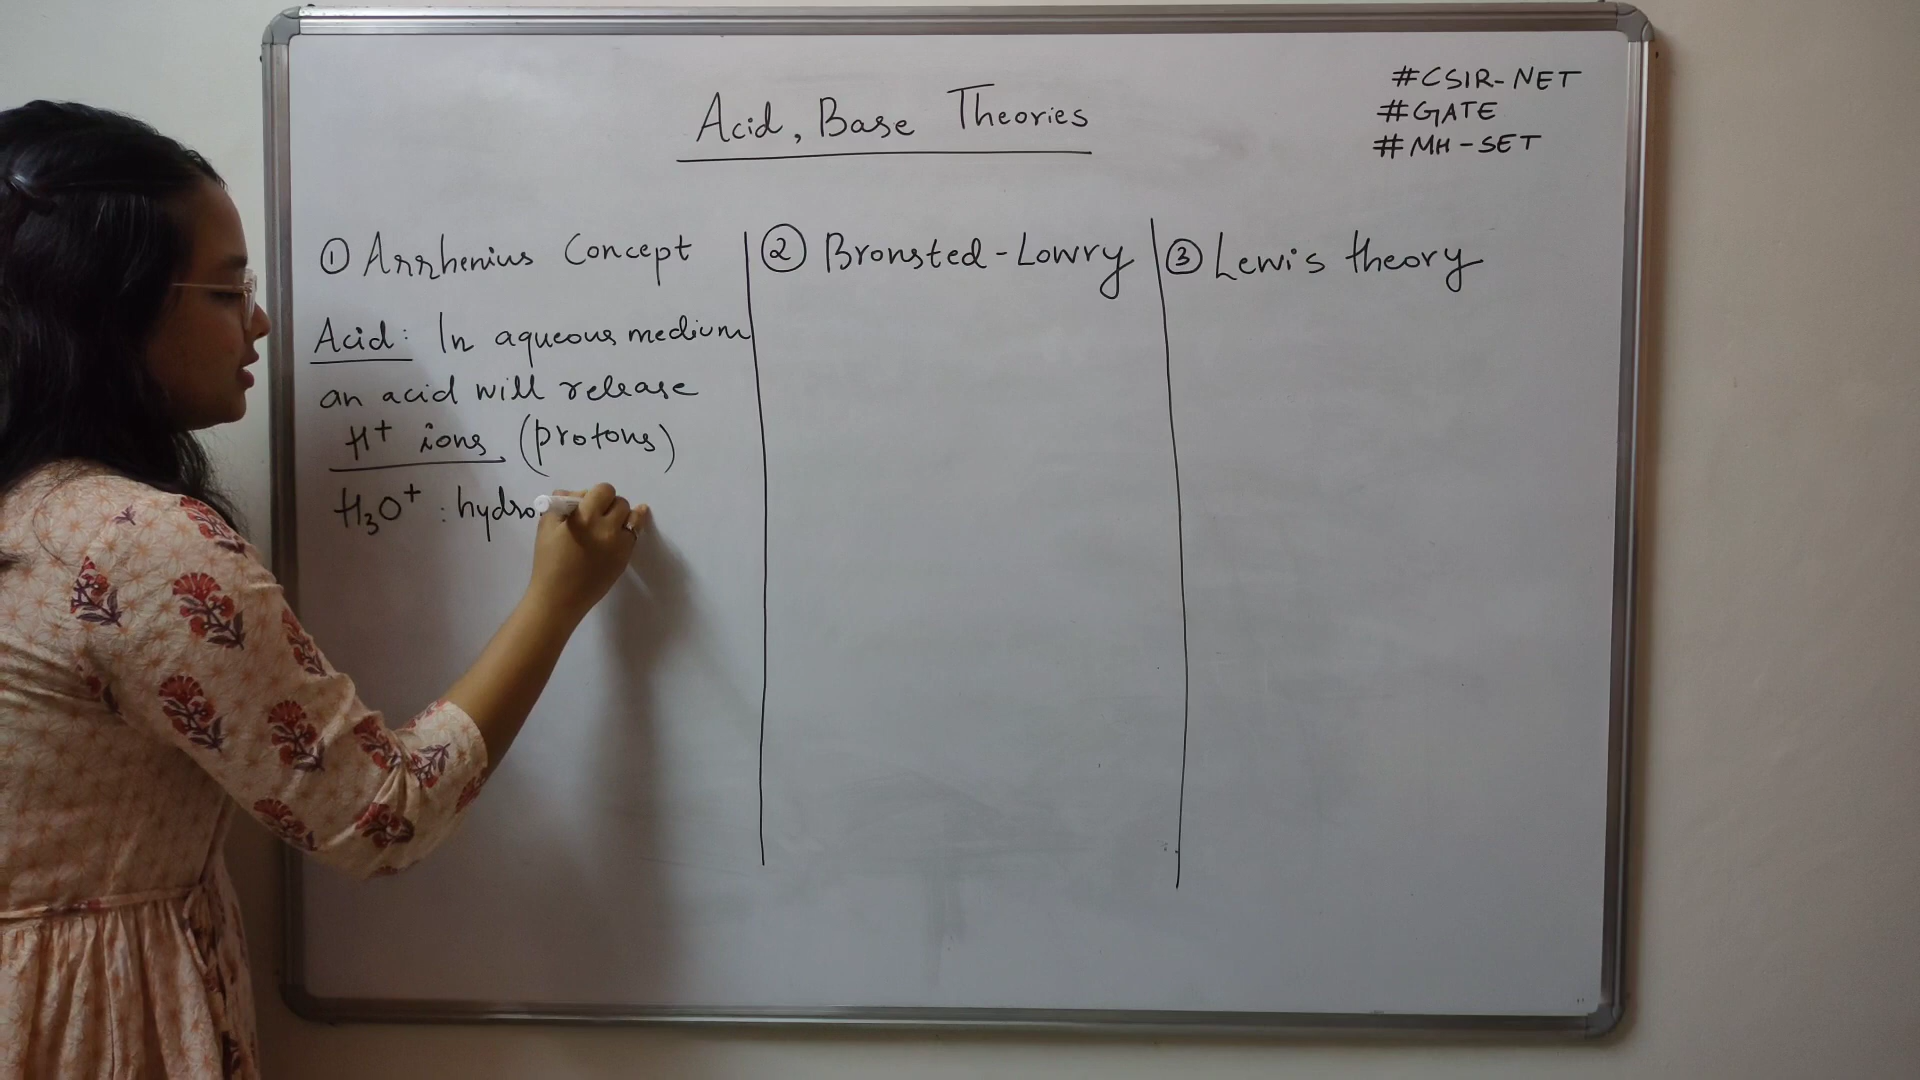 Acid, Base Theories
#CSIR-NET
#GATE
#MH-SET
① Arrhenius Concept
Acid: In aqueous medium
an acid will release
H⁺ ions (protons)
H₃O⁺ : hydro
② Bronsted-Lowry
③ Lewis theory